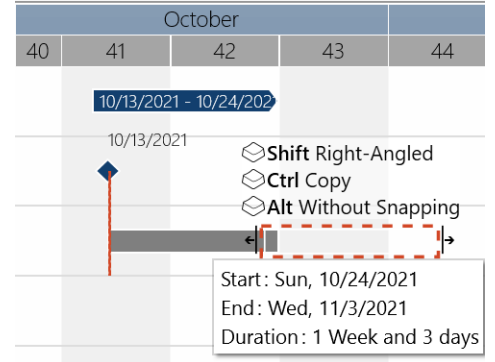 October
40 41 42 43 44
10/13/2021 - 10/24/202
10/13/2021
Shift Right-Angled
Ctrl Copy
Alt Without Snapping
Start: Sun, 10/24/2021
End: Wed, 11/3/2021
Duration: 1 Week and 3 days